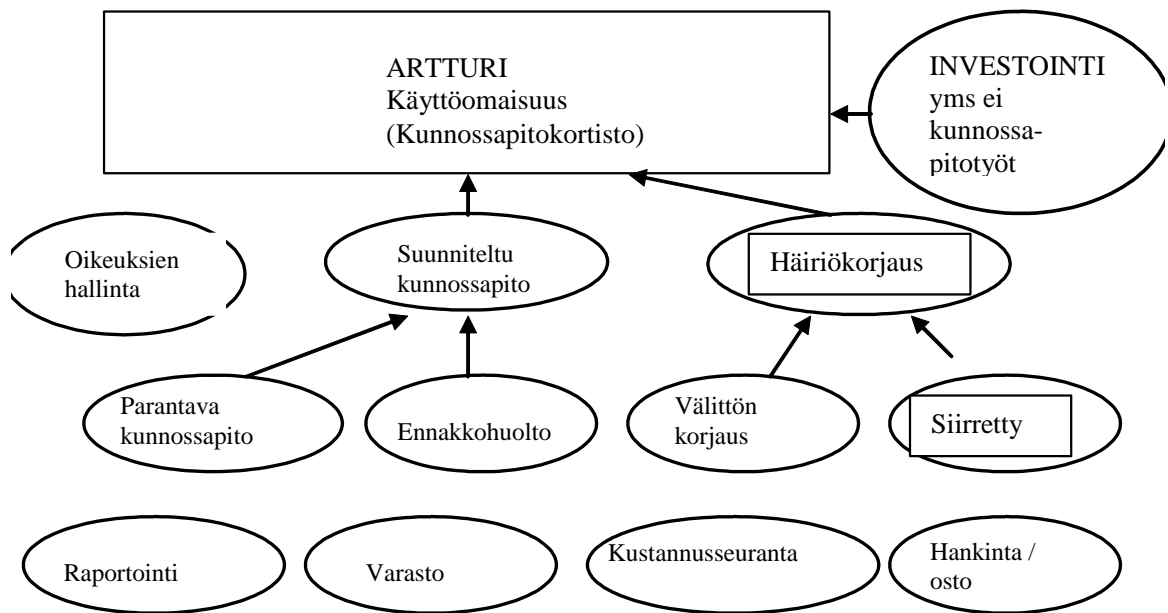 ARTTURI
Käyttöomaisuus
(Kunnossapitokortisto)
INVESTOINTI
yms ei
kunnossa-
pitotyöt
Oikeuksien
hallinta
Suunniteltu
kunnossapito
Häiriökorjaus
Parantava
kunnossapito
Ennakkohuolto
Välittön
korjaus
Siirretty
Raportointi
Varasto
Kustannusseuranta
Hankinta /
osto